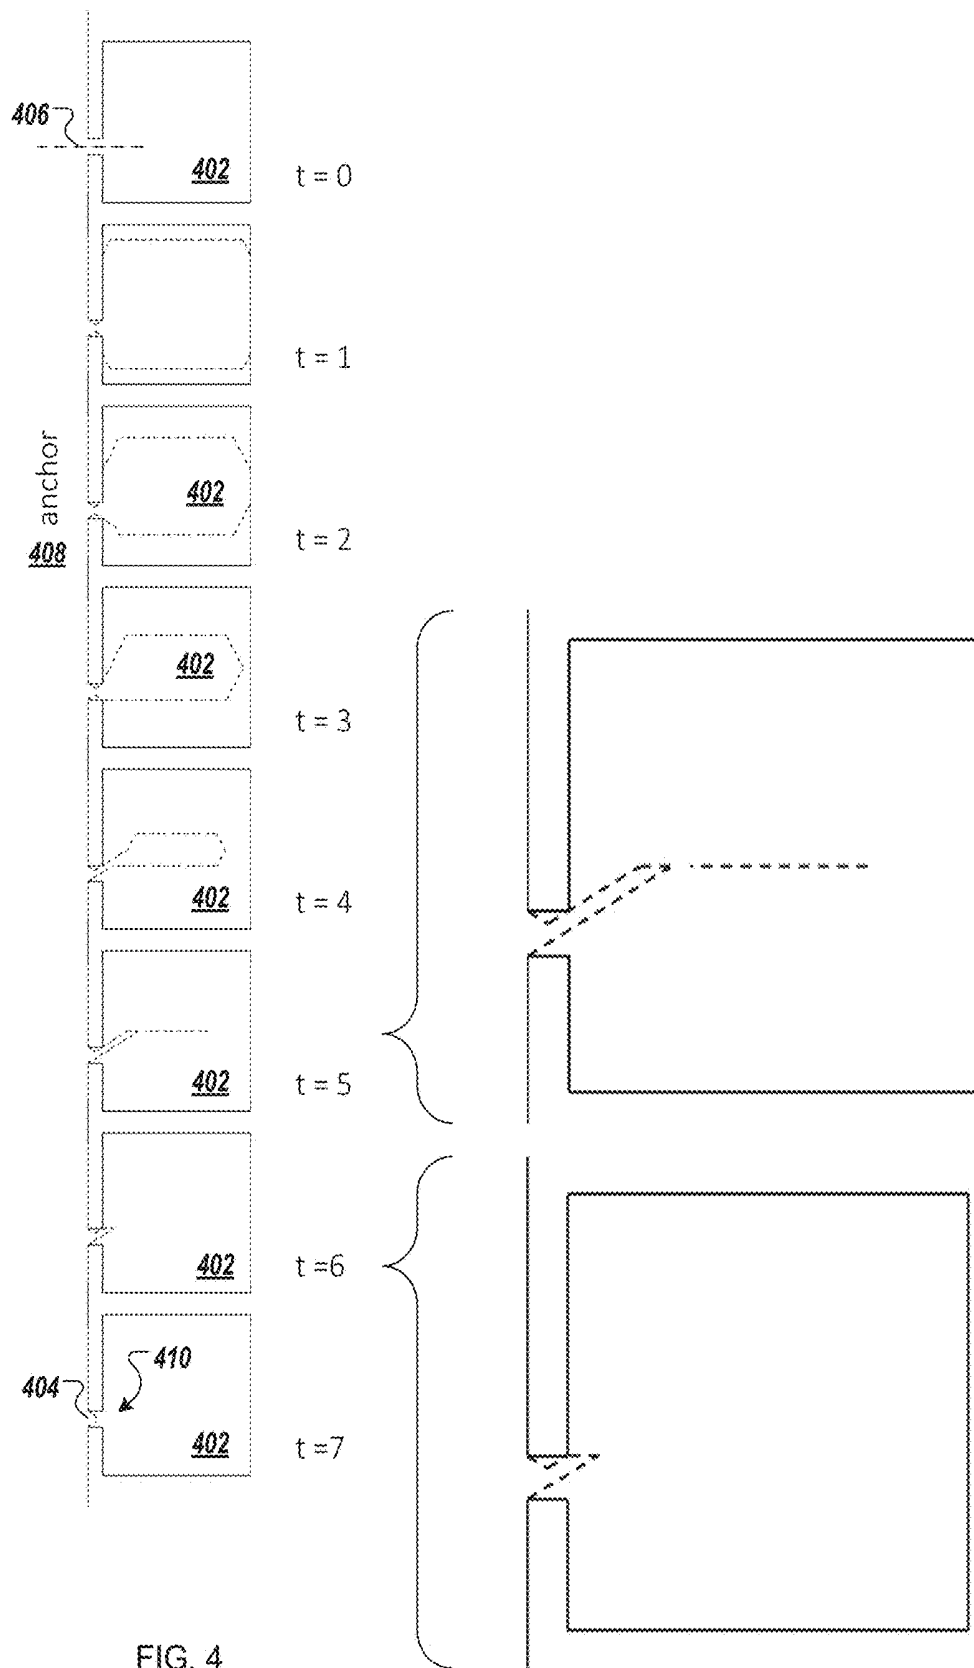 406
402
t = 0
t = 1
anchor
408
402
t = 2
402
t = 3
402
t = 4
402
t = 5
402
t =6
410
404
402
t =7
FIG. 4